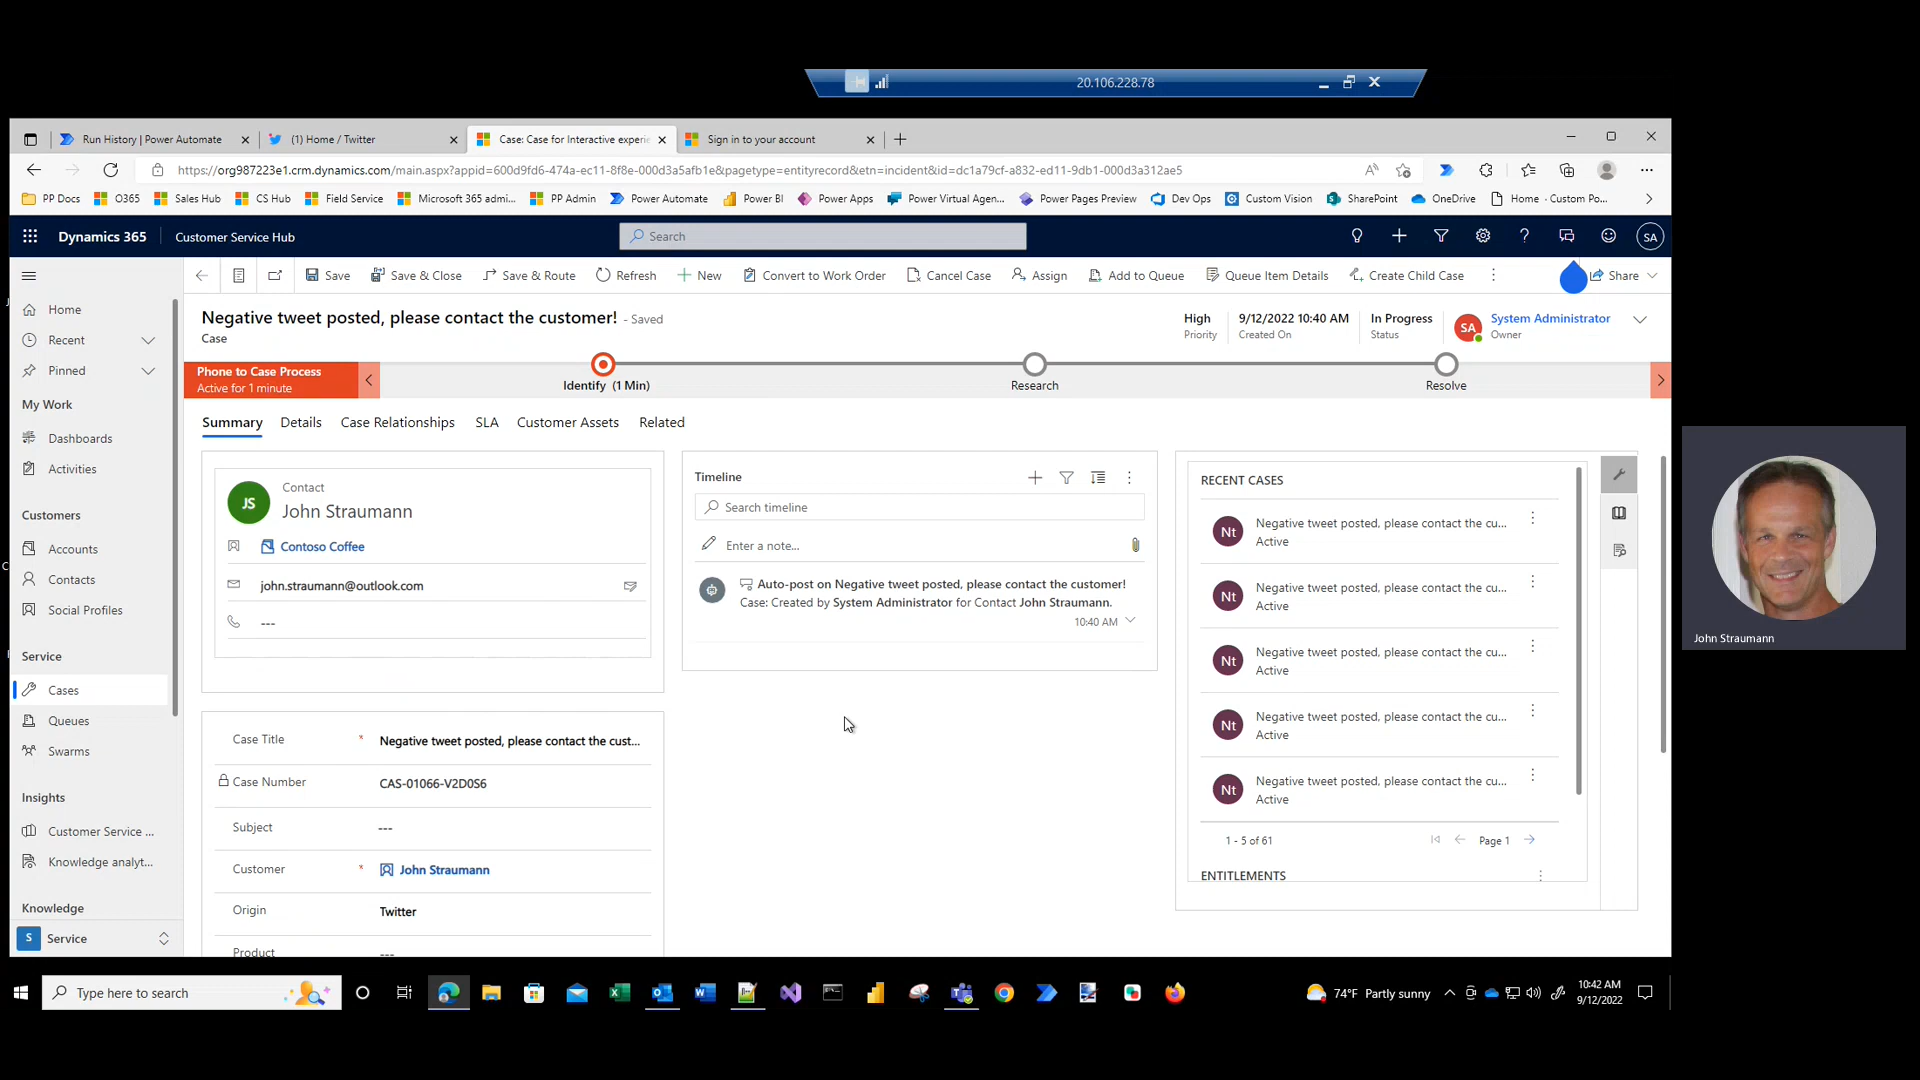 20.106.228.78
Run History | Power Automate
(1) Home / Twitter
Case: Case for Interactive experie
Sign in to your account
https://org987223e1.crm.dynamics.com/main.aspx?appid=600d9fd6-474a-ec11-8f8e-000d3a5afb1e&pagetype=entityrecord&etn=incident&id=dc1a79cf-a832-ed11-9db1-000d3a312ae5
PP Docs
O365
Sales Hub
CS Hub
Field Service
Microsoft 365 admi...
PP Admin
Power Automate
Power BI
Power Apps
Power Virtual Agen...
Power Pages Preview
Dev Ops
Custom Vision
SharePoint
OneDrive
Home - Custom Po...
Dynamics 365
Customer Service Hub
Search
SA
Save
Save & Close
Save & Route
Refresh
New
Convert to Work Order
Cancel Case
Assign
Add to Queue
Queue Item Details
Create Child Case
Share
Home
Recent
Pinned
My Work
Dashboards
Activities
Customers
Accounts
Contacts
Social Profiles
Service
Cases
Queues
Swarms
Insights
Customer Service ...
Knowledge analyt...
Knowledge
S
Service
Negative tweet posted, please contact the customer! - Saved
Case
High
Priority
9/12/2022 10:40 AM
Created On
In Progress
Status
SA
System Administrator
Owner
Phone to Case Process
Active for 1 minute
Identify (1 Min)
Research
Resolve
Summary
Details
Case Relationships
SLA
Customer Assets
Related
JS
Contact
John Straumann
Contoso Coffee
john.straumann@outlook.com
---
Case Title
*
Negative tweet posted, please contact the cust...
Case Number
CAS-01066-V2D0S6
Subject
---
Customer
*
John Straumann
Origin
Twitter
Product
---
Timeline
Search timeline
Enter a note...
Auto-post on Negative tweet posted, please contact the customer!
Case: Created by System Administrator for Contact John Straumann.
10:40 AM
RECENT CASES
Nt
Negative tweet posted, please contact the cu...
Active
Nt
Negative tweet posted, please contact the cu...
Active
Nt
Negative tweet posted, please contact the cu...
Active
Nt
Negative tweet posted, please contact the cu...
Active
Nt
Negative tweet posted, please contact the cu...
Active
1 - 5 of 61
Page 1
ENTITLEMENTS
John Straumann
Type here to search
74°F Partly sunny
10:42 AM
9/12/2022